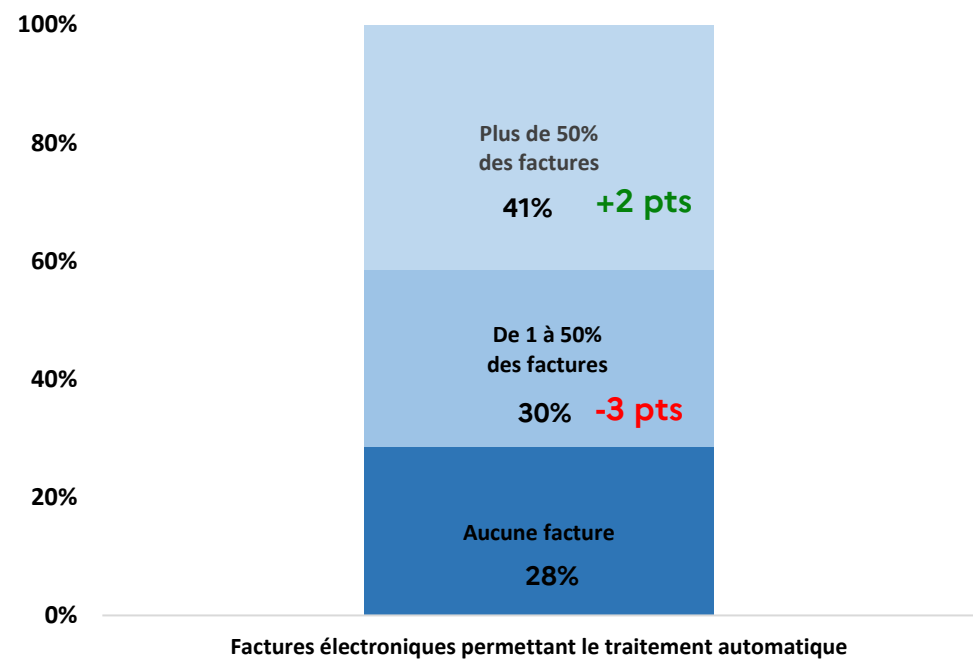 100%
80%
60%
40%
20%
0%
Plus de 50%
des factures
41% +2 pts
De 1 à 50%
des factures
30% -3 pts
Aucune facture
28%
Factures électroniques permettant le traitement automatique